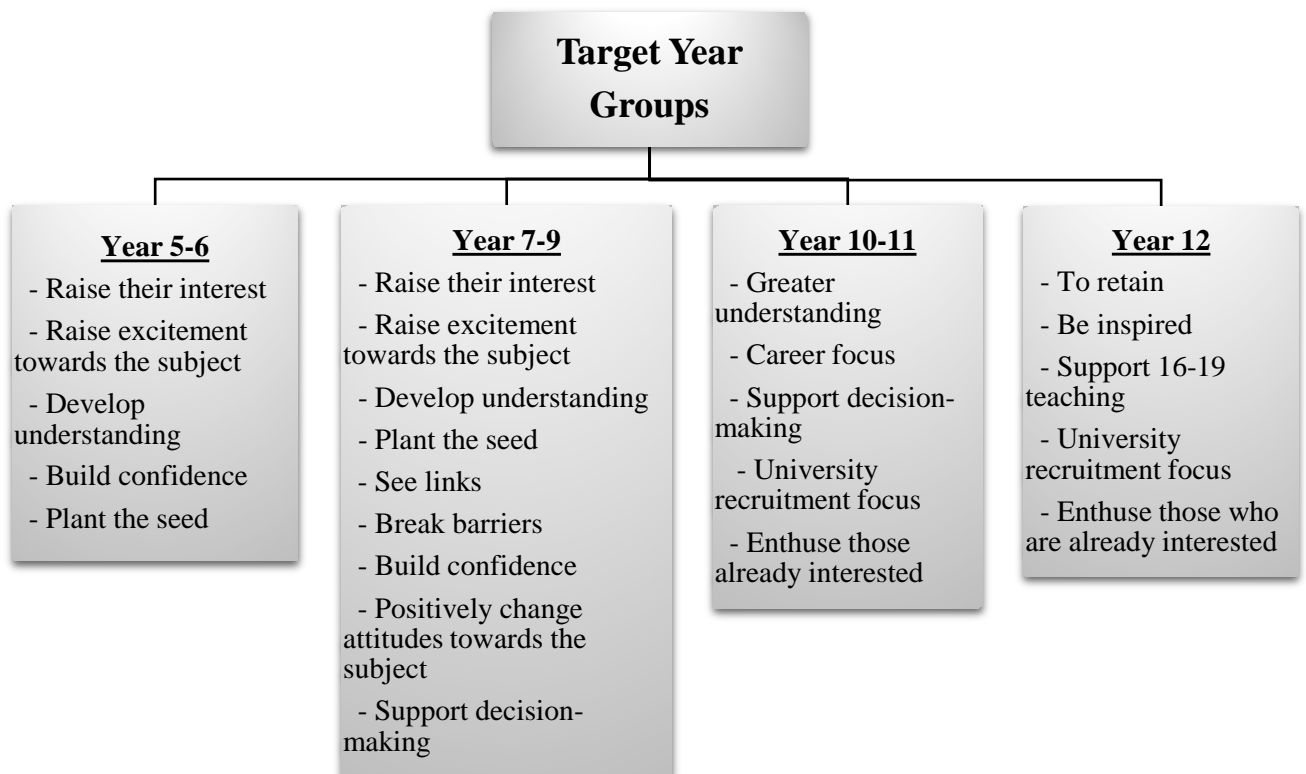 Target Year
Groups
Year 5-6
- Raise their interest
- Raise excitement
towards the subject
- Develop
understanding
- Build confidence
- Plant the seed
Year 7-9
- Raise their interest
- Raise excitement
towards the subject
- Develop understanding
- Plant the seed
- See links
- Break barriers
- Build confidence
- Positively change
attitudes towards the
subject
- Support decision-
making
Year 10-11
- Greater
understanding
- Career focus
- Support decision-
making
- University
recruitment focus
- Enthuse those
already interested
Year 12
- To retain
- Be inspired
- Support 16-19
teaching
- University
recruitment focus
- Enthuse those who
are already interested